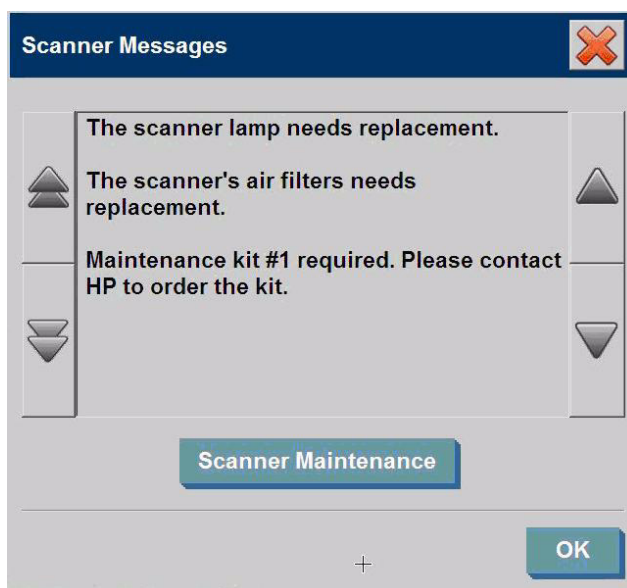 Scanner Messages
The scanner lamp needs replacement.
The scanner's air filters needs
replacement.
Maintenance kit #1 required. Please contact
HP to order the kit.
Scanner Maintenance
OK